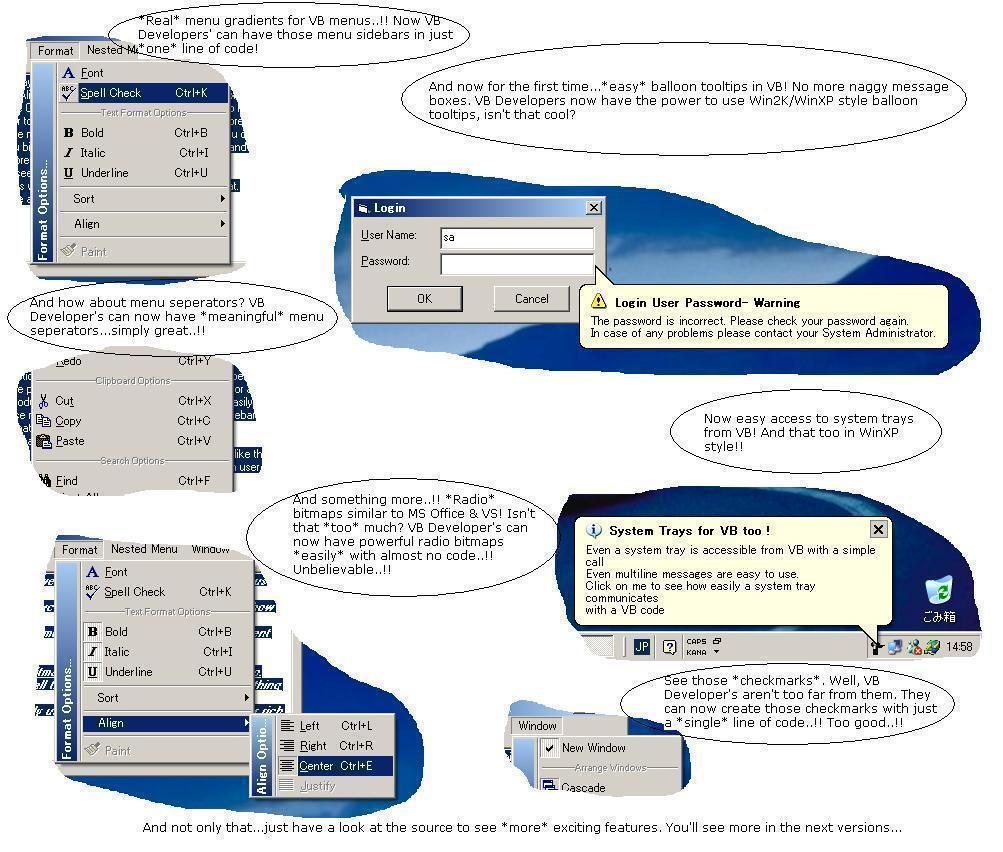 *Real* menu gradients for VB menus..!! Now VB
Developers' can have those menu sidebars in just
*one* line of code!
Format Nested M
Font
Spell Check Ctrl+K
Text Format Options
B Bold Ctrl+B
I Italic Ctrl+I
U Underline Ctrl+U
Sort
Align
Paint
Format Options...
And now for the first time...*easy* balloon tooltips in VB! No more naggy message
boxes. VB Developers now have the power to use Win2K/WinXP style balloon
tooltips, isn't that cool?
Login
User Name: sa
Password:
OK Cancel
Login User Password- Warning
The password is incorrect. Please check your password again.
In case of any problems please contact your System Administrator.
And how about menu seperators? VB
Developer's can now have *meaningful* menu
seperators...simply great..!!
Redo Ctrl+Y
Clipboard Options
Cut Ctrl+X
Copy Ctrl+C
Paste Ctrl+V
Search Options
Find Ctrl+F
Now easy access to system trays
from VB! And that too in WinXP
style!!
And something more..!! *Radio*
bitmaps similar to MS Office & VS! Isn't
that *too* much? VB Developer's can
now have powerful radio bitmaps
*easily* with almost no code..!!
Unbelievable..!!
System Trays for VB too !
Even a system tray is accessible from VB with a simple
call
Even multiline messages are easy to use.
Click on me to see how easily a system tray
communicates
with a VB code
ごみ箱
JP CAPS
KANA
14:58
Format Nested Menu Window
A Font
ABC Spell Check Ctrl+K
Text Format Options
B Bold Ctrl+B
I Italic Ctrl+I
U Underline Ctrl+U
Sort
Align
Paint
Format Options...
Left Ctrl+L
Right Ctrl+R
Center Ctrl+E
Justify
Align Optio...
See those *checkmarks*. Well, VB
Developer's aren't too far from them. They
can now create those checkmarks with just
a *single* line of code..!! Too good..!!
Window
New Window
Arrange Windows
Cascade
And not only that...just have a look at the source to see *more* exciting features. You'll see more in the next versions...